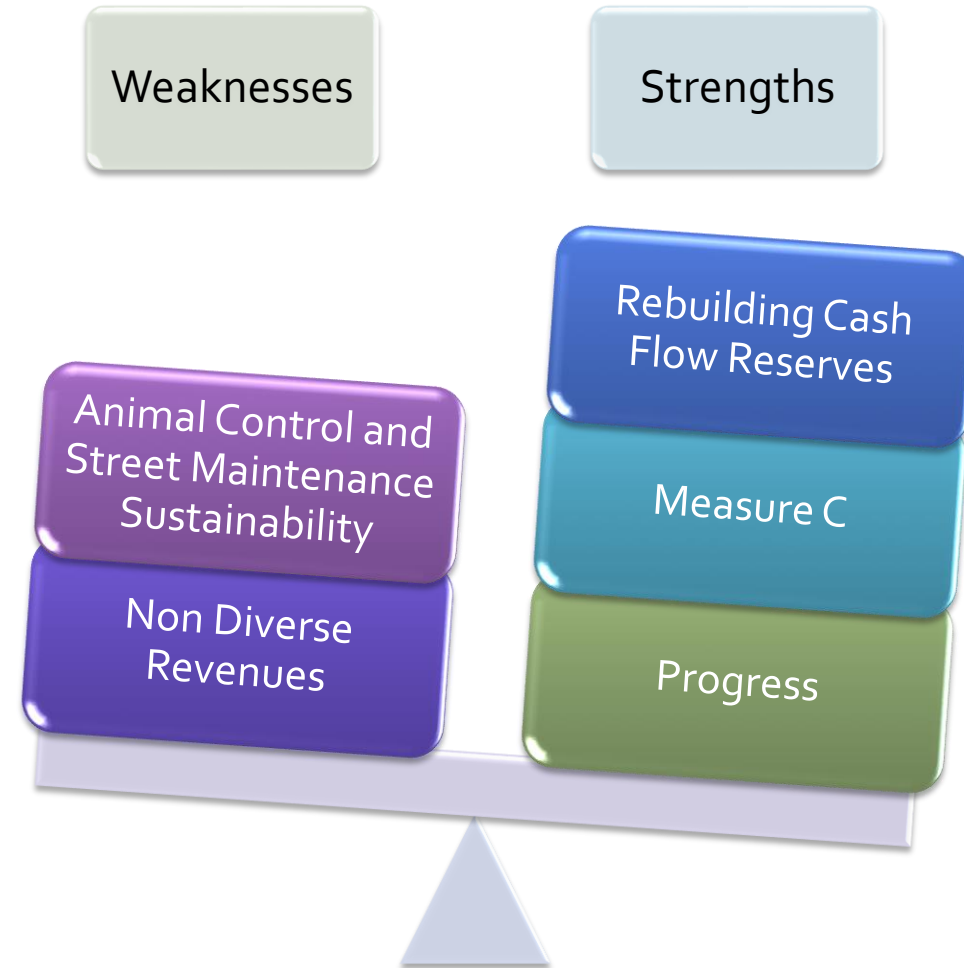 Weaknesses
Strengths
Animal Control and
Street Maintenance
Sustainability
Non Diverse
Revenues
Rebuilding Cash
Flow Reserves
Measure C
Progress